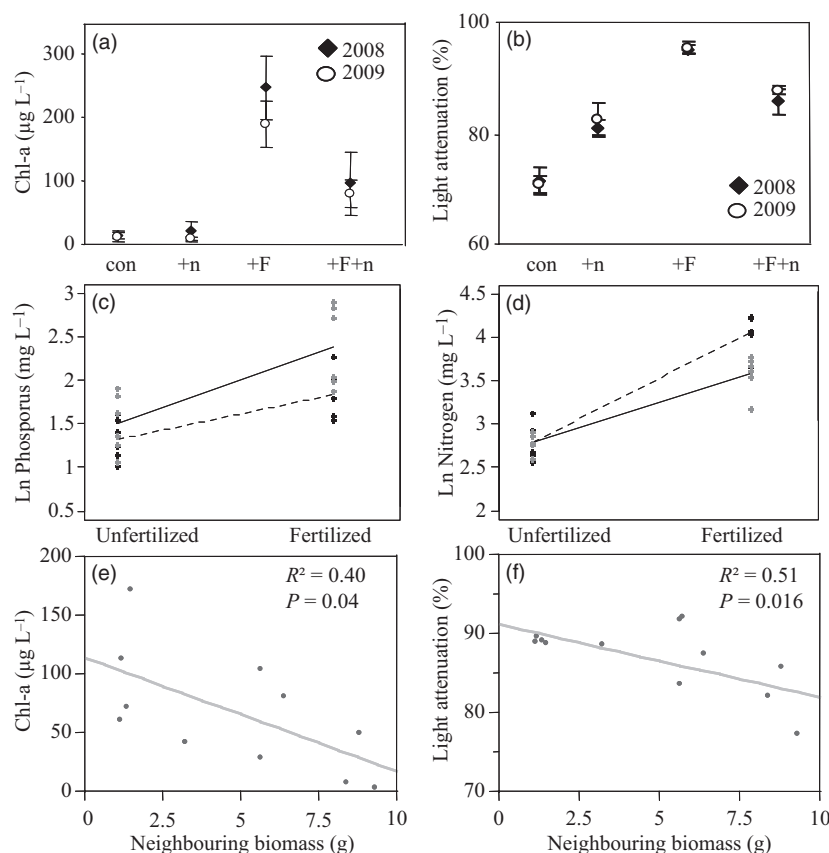 (a)
2008
2009
Chl-a (µg L⁻¹)
300
200
100
0
con +n +F +F+n
(b)
2008
2009
Light attenuation (%)
100
80
60
con +n +F +F+n
(c)
Ln Phosporus (mg L⁻¹)
3
2.5
2
1.5
1
0.5
Unfertilized Fertilized
(d)
Ln Nitrogen (mg L⁻¹)
4.5
4
3.5
3
2.5
2
Unfertilized Fertilized
(e)
R² = 0.40
P = 0.04
Chl-a (µg L⁻¹)
200
150
100
50
0
0 2.5 5 7.5 10
Neighbouring biomass (g)
(f)
R² = 0.51
P = 0.016
Light attenuation (%)
100
90
80
70
0 2.5 5 7.5 10
Neighbouring biomass (g)